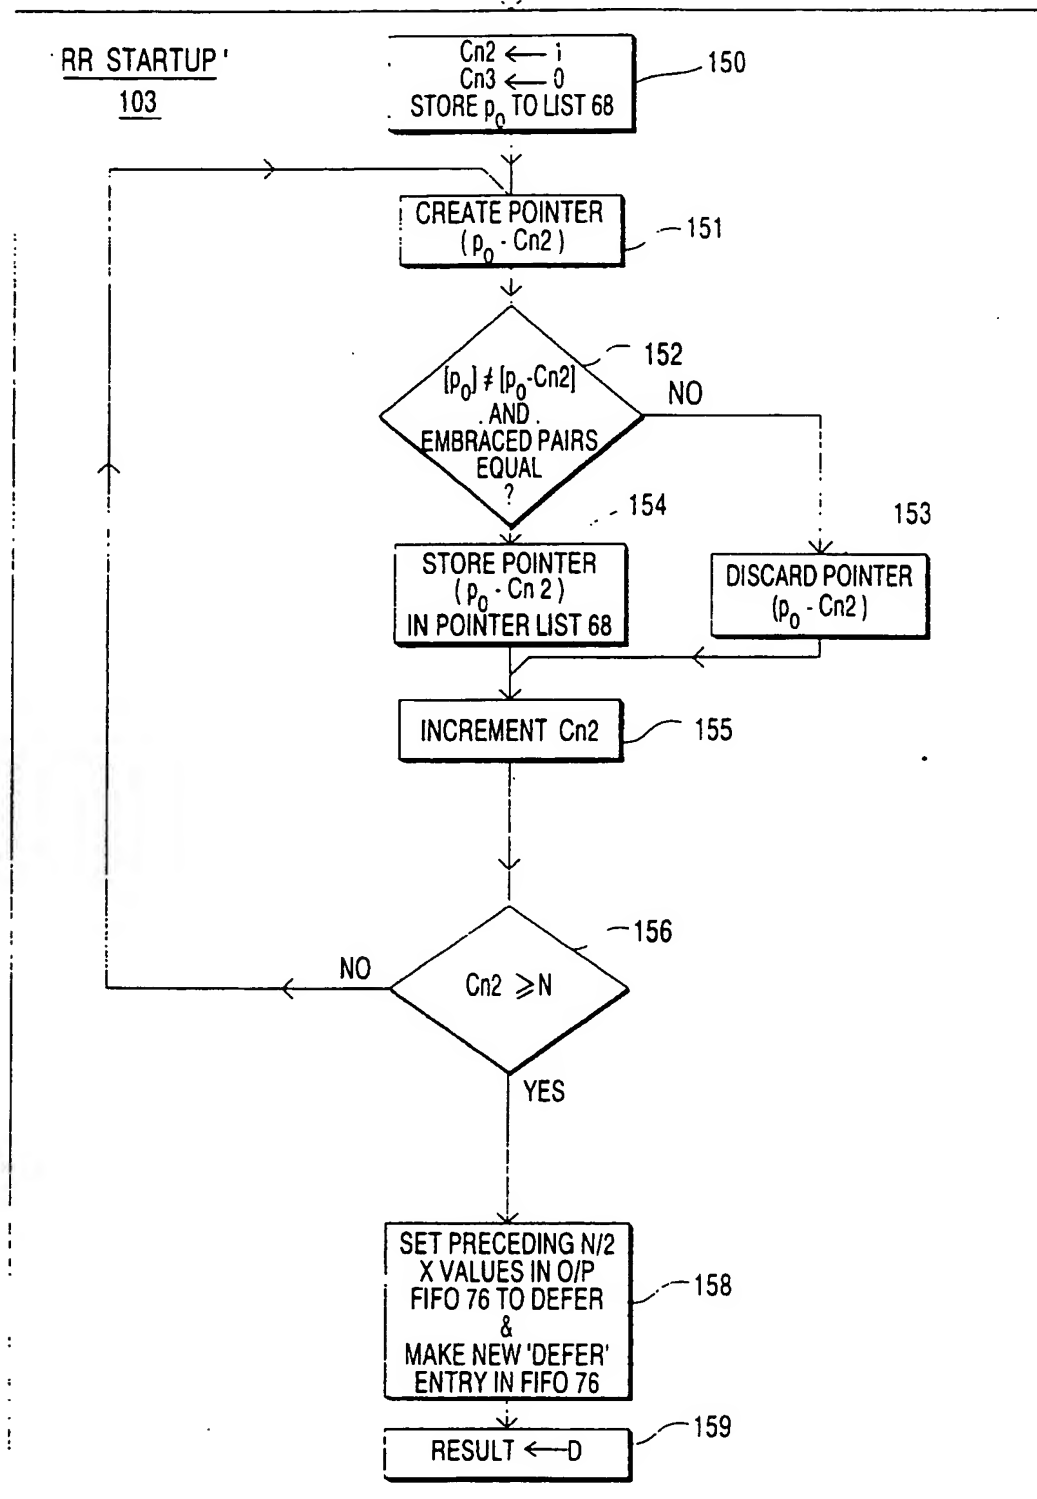 'RR STARTUP'
103
Cn2 ← i
Cn3 ← 0
STORE p₀ TO LIST 68
150
CREATE POINTER
(p₀ - Cn2)
151
152
[p₀] ≠ [p₀-Cn2]
AND
EMBRACED PAIRS
EQUAL
?
NO
154
153
STORE POINTER
(p₀ - Cn 2)
IN POINTER LIST 68
DISCARD POINTER
(p₀ - Cn2)
INCREMENT Cn2
155
156
Cn2 ⩾ N
NO
YES
SET PRECEDING N/2
X VALUES IN O/P
FIFO 76 TO DEFER
&
MAKE NEW 'DEFER'
ENTRY IN FIFO 76
158
RESULT ← D
159